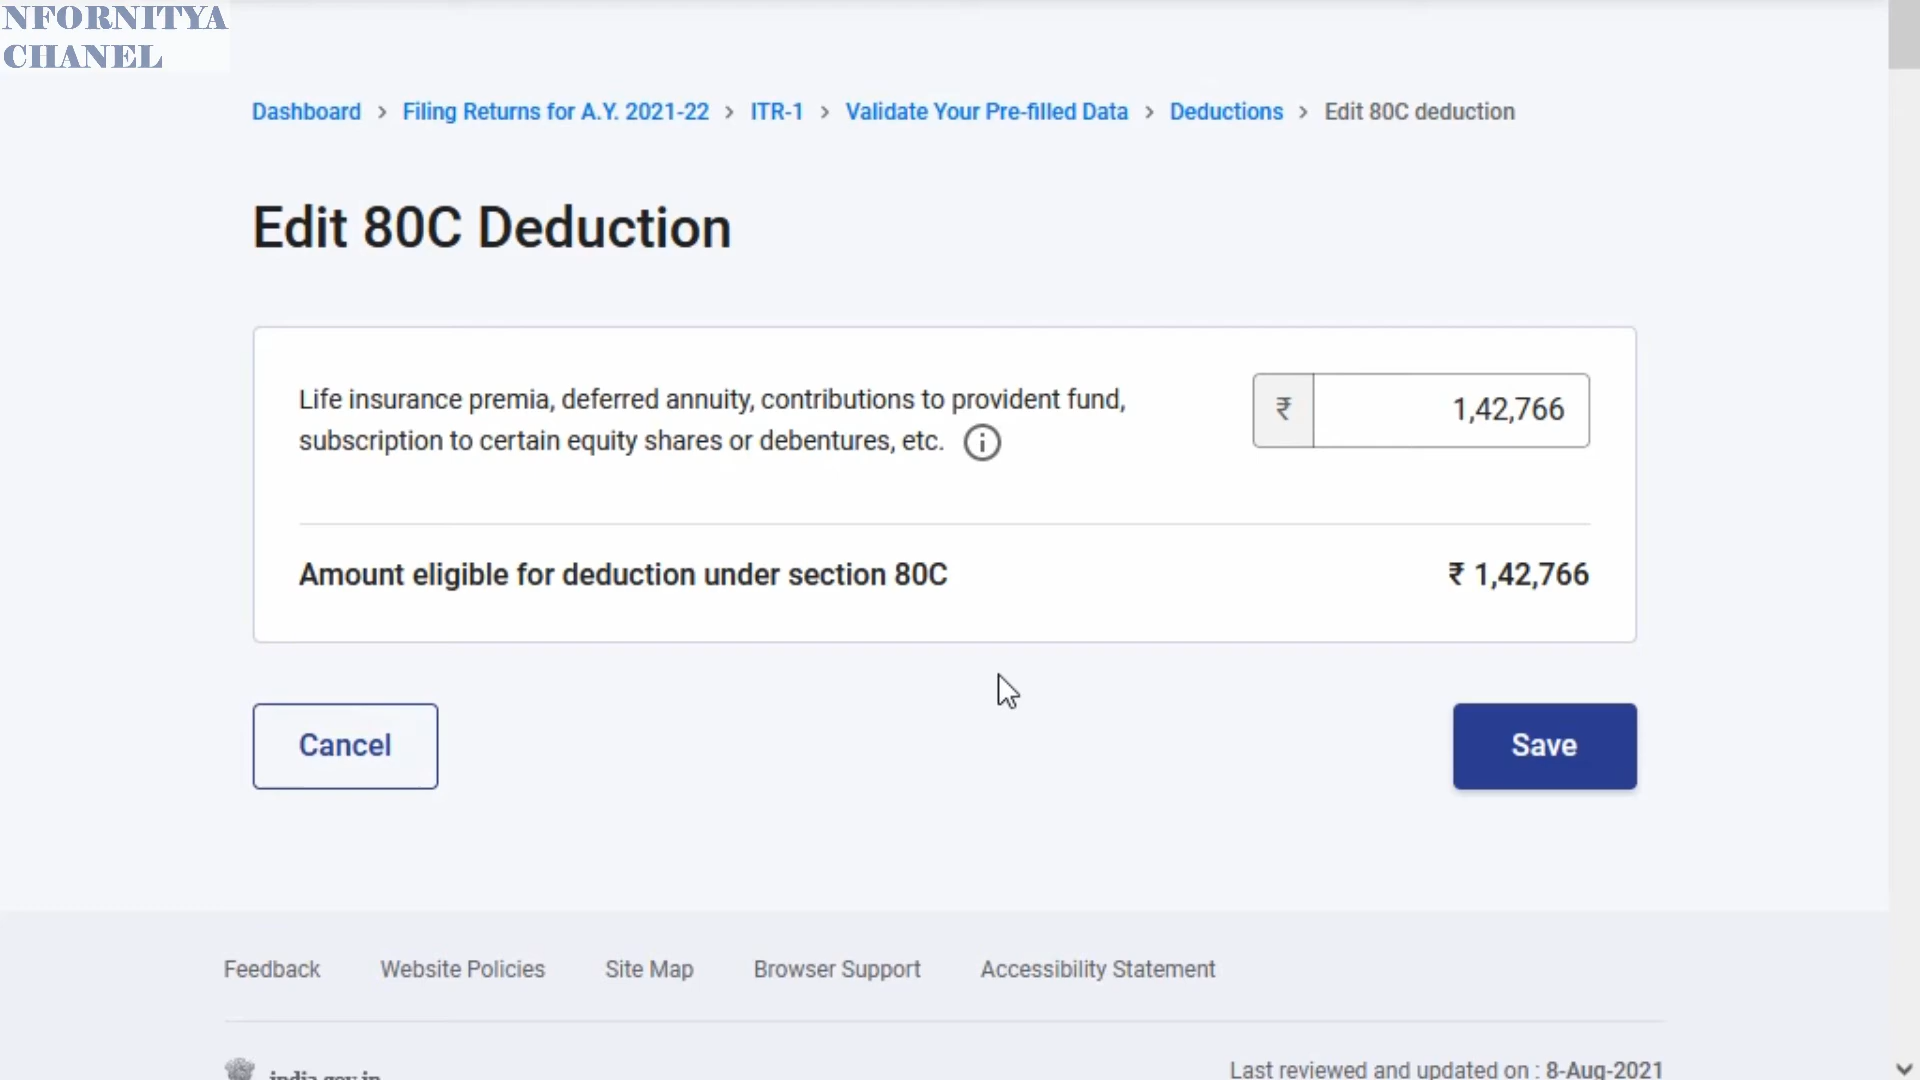 NFORNITYA
CHANEL
Dashboard > Filing Returns for A.Y. 2021-22 > ITR-1 > Validate Your Pre-filled Data > Deductions > Edit 80C deduction
Edit 80C Deduction
Life insurance premia, deferred annuity, contributions to provident fund,
subscription to certain equity shares or debentures, etc.
₹ 1,42,766
Amount eligible for deduction under section 80C ₹ 1,42,766
Cancel Save
Feedback Website Policies Site Map Browser Support Accessibility Statement
india.gov.in Last reviewed and updated on : 8-Aug-2021